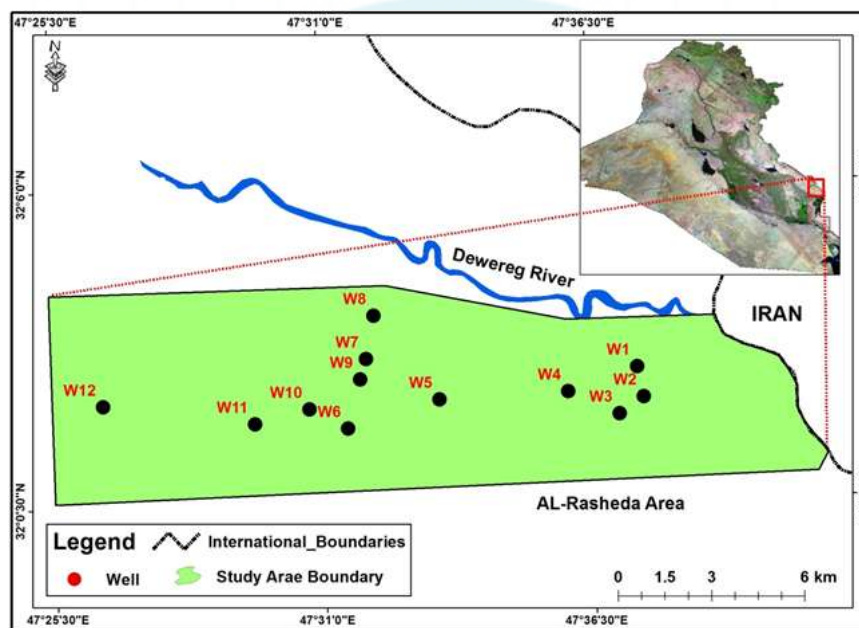 47°25'30"E 47°31'0"E 47°36'30"E
N
32°6'0"N
Dewereg River
IRAN
W8
W7
W1
W9
W2
W12
W4
W5
W3
W10
W11
W6
32°0'30"N
AL-Rasheda Area
Legend
International_Boundaries
Well
Study Arae Boundary
0 1.5 3 6 km
47°25'30"E 47°31'0"E 47°36'30"E